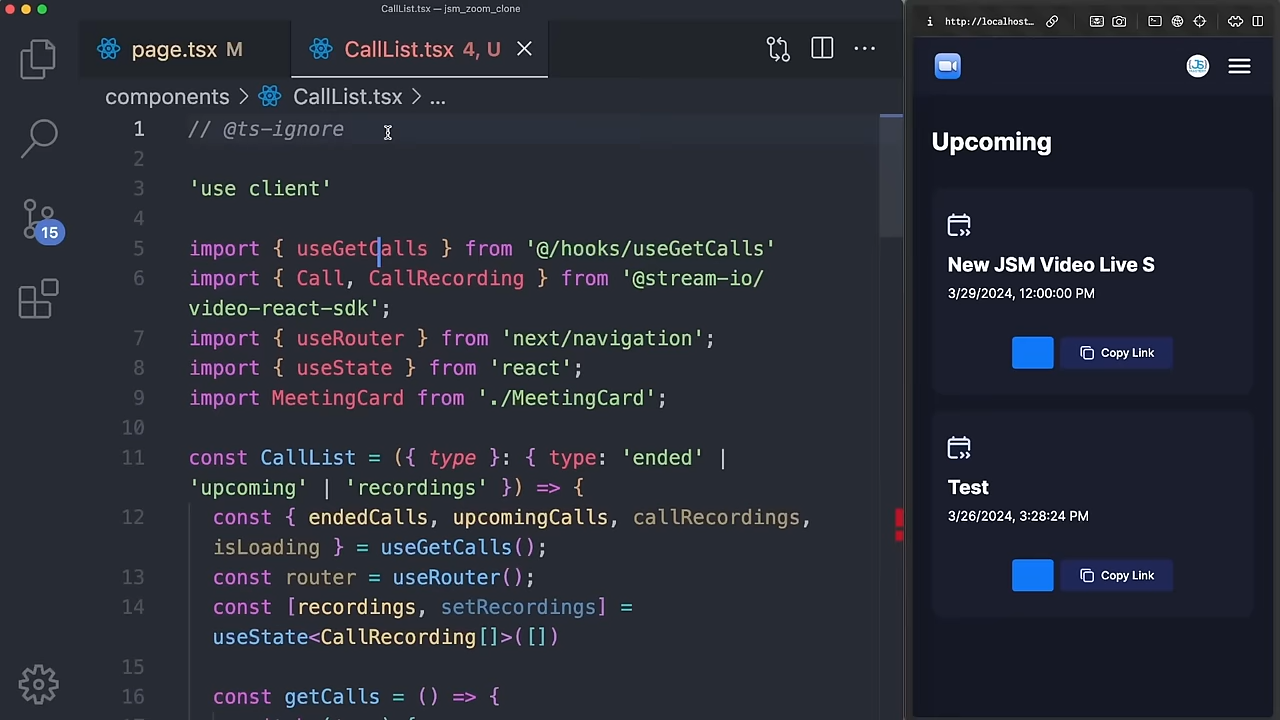 CallList.tsx — jsm_zoom_clone
page.tsx M
CallList.tsx 4, U
components > CallList.tsx > ...
1 // @ts-ignore
2
3 'use client'
4
5 import { useGetCalls } from '@/hooks/useGetCalls'
6 import { Call, CallRecording } from '@stream-io/
video-react-sdk';
7 import { useRouter } from 'next/navigation';
8 import { useState } from 'react';
9 import MeetingCard from './MeetingCard';
10
11 const CallList = ({ type }: { type: 'ended' |
'upcoming' | 'recordings' }) => {
12 const { endedCalls, upcomingCalls, callRecordings,
isLoading } = useGetCalls();
13 const router = useRouter();
14 const [recordings, setRecordings] =
useState<CallRecording[]>([])
15
16 const getCalls = () => {
15
http://localhost...
Upcoming
New JSM Video Live S
3/29/2024, 12:00:00 PM
Copy Link
Test
3/26/2024, 3:28:24 PM
Copy Link